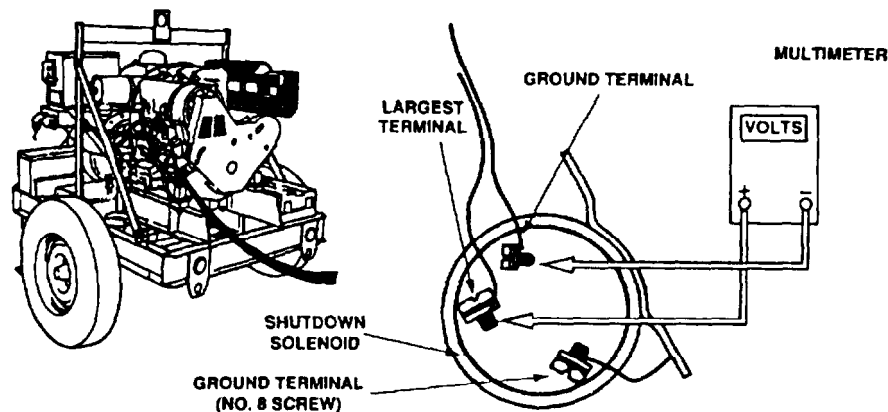 MULTIMETER
GROUND TERMINAL
LARGEST
TERMINAL
VOLTS
+ −
SHUTDOWN
SOLENOID
GROUND TERMINAL
(NO. 8 SCREW)